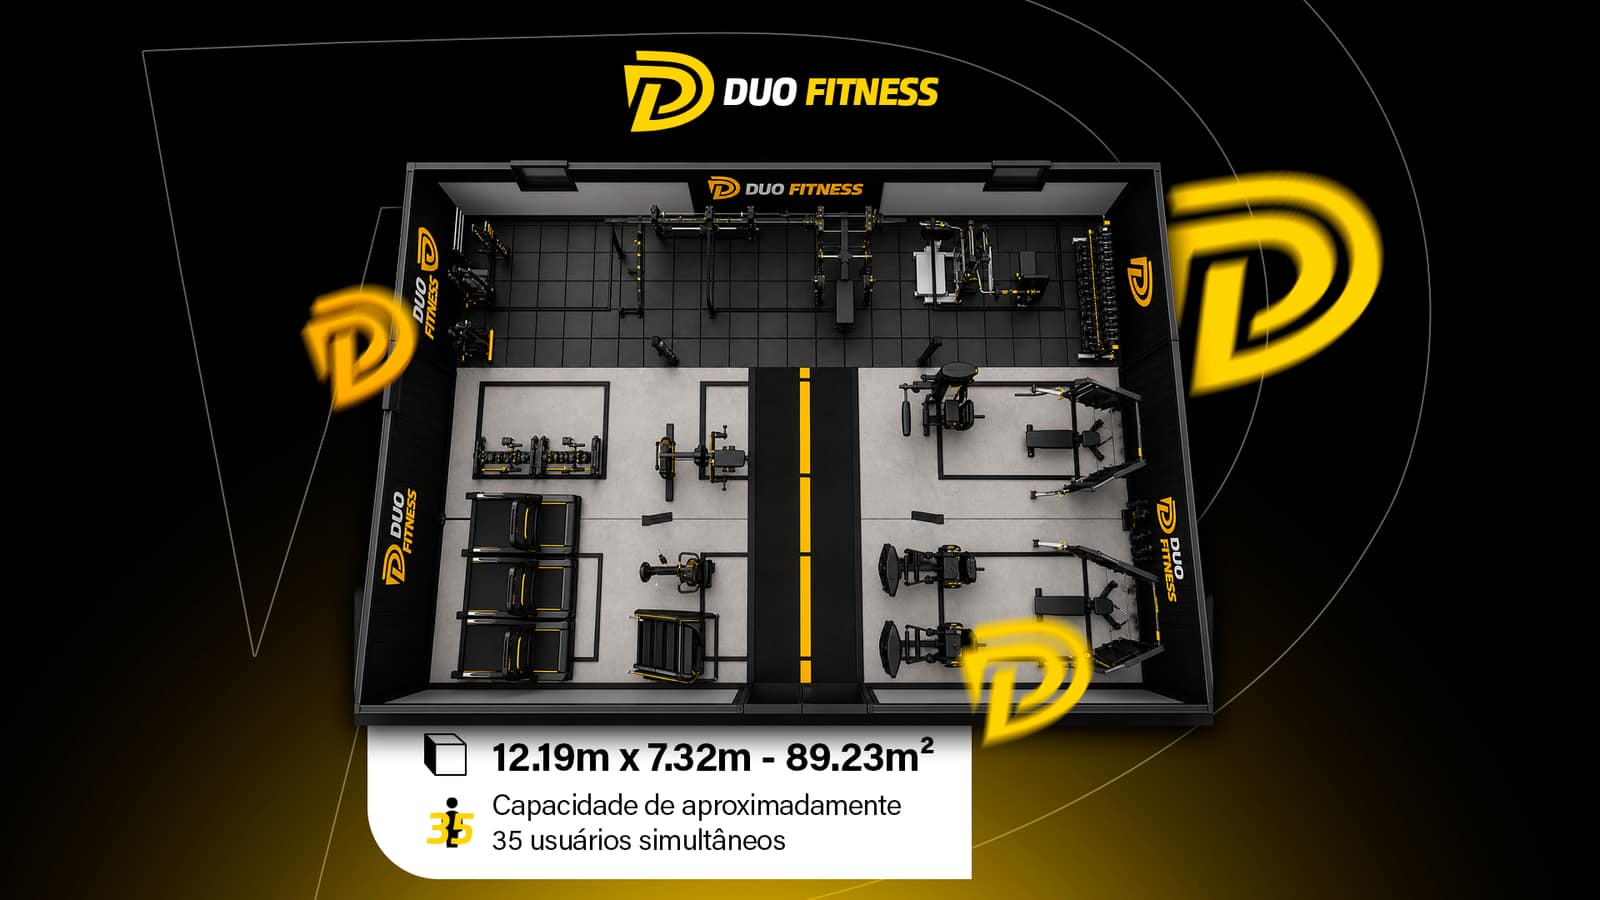 DUO FITNESS
DUO FITNESS
DUO FITNESS
DUO FITNESS
DUO FITNESS
12.19m x 7.32m - 89.23m²
35
Capacidade de aproximadamente
35 usuários simultâneos